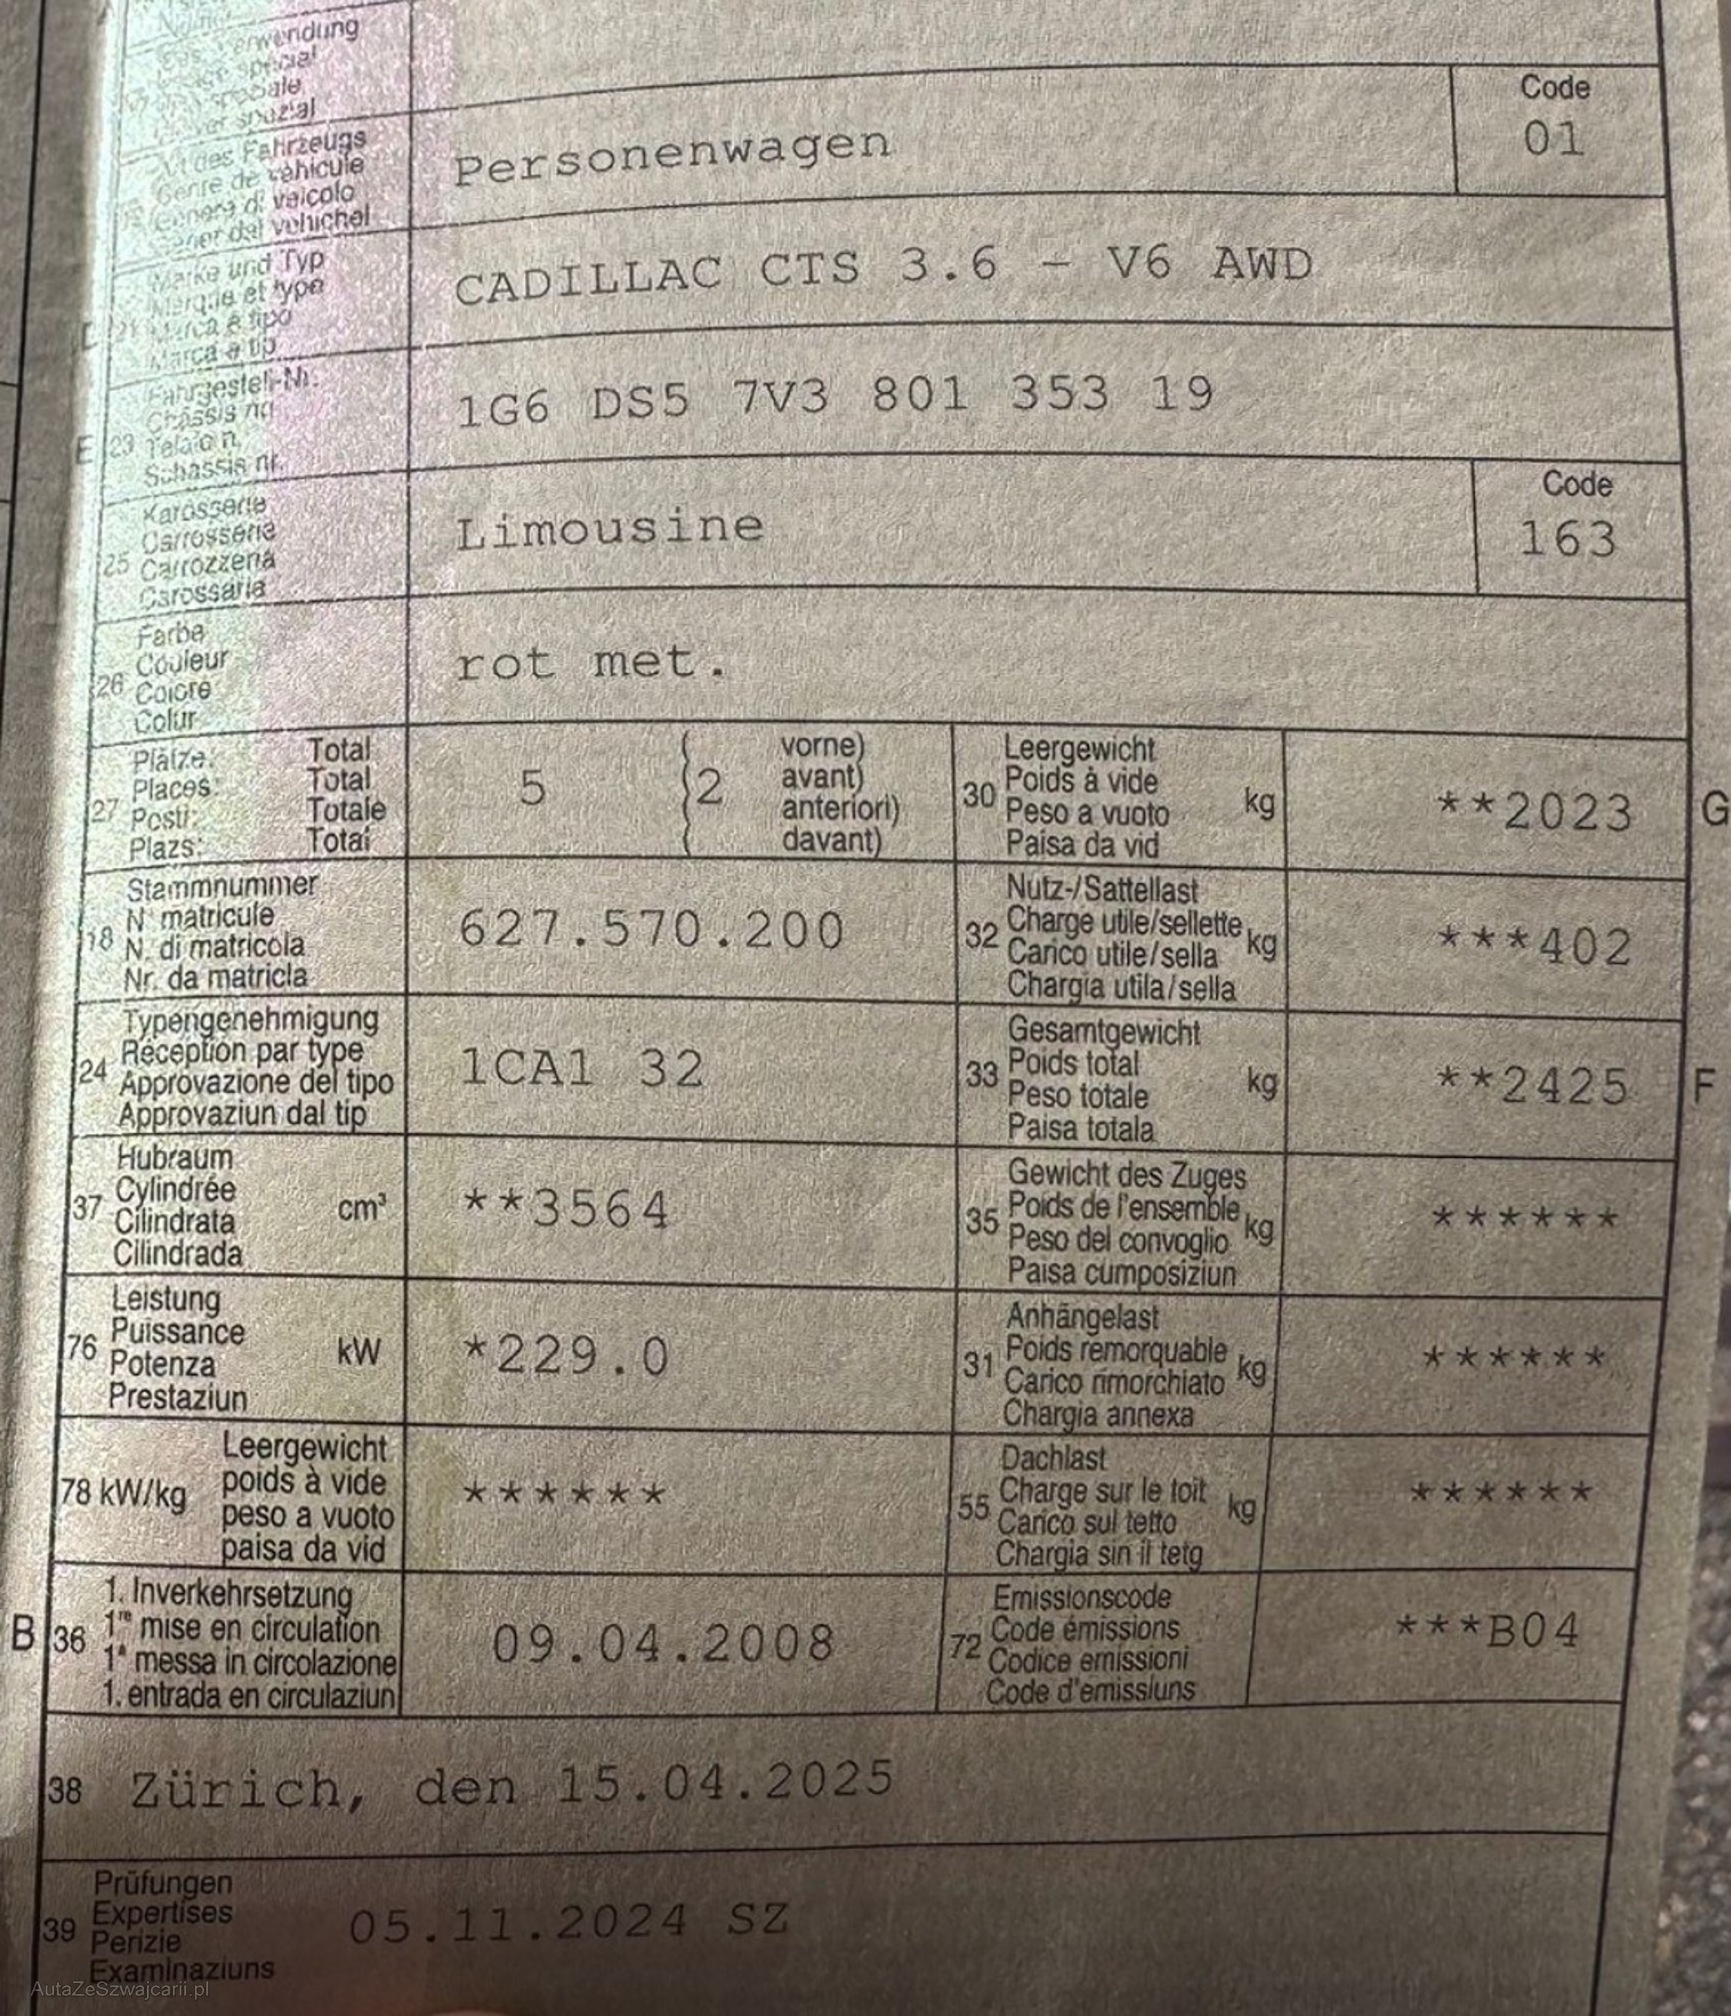 erwendung
Code
01
Art des Fahrzeugs
Genre de véhicule
Genere di veicolo
Gener dal vehichel
Personenwagen
Marke und Typ
Marque et type
Marca e tipo
Marca e tip
CADILLAC CTS 3.6 - V6 AWD
Fahrgestell-Nr.
Châssis no
E 23 Telaio n.
Schassis nr.
1G6 DS5 7V3 801 353 19
Karosserie
Carrosserie
25 Carrozzeria
Carossaria
Limousine
Code
163
Farbe
Couleur
26 Colore
Colur
rot met.
Plätze: Total
Places: Total
27 Posti: Totale
Plazs: Total
5 2
vorne)
avant)
anteriori)
davant)
Leergewicht
30 Poids à vide kg
Peso a vuoto
Paisa da vid
**2023 G
Stammnummer
N° matricule
18 N. di matricola
Nr. da matricla
627.570.200
Nutz-/Sattellast
32 Charge utile/sellette kg
Carico utile/sella
Chargia utila/sella
***402
Typengenehmigung
24 Réception par type
Approvazione del tipo
Approvaziun dal tip
1CA1 32
Gesamtgewicht
33 Poids total kg
Peso totale
Paisa totala
**2425 F
Hubraum
37 Cylindrée cm³
Cilindrata
Cilindrada
**3564
Gewicht des Zuges
35 Poids de l'ensemble kg
Peso del convoglio
Paisa cumposiziun
******
Leistung
76 Puissance kW
Potenza
Prestaziun
*229.0
Anhängelast
31 Poids remorquable kg
Carico rimorchiato
Chargia annexa
******
Leergewicht
78 kW/kg poids à vide
peso a vuoto
paisa da vid
******
Dachlast
55 Charge sur le toit kg
Carico sul tetto
Chargia sin il tetg
******
1. Inverkehrsetzung
B 36 1re mise en circulation
1a messa in circolazione
1. entrada en circulaziun
09.04.2008
Emissionscode
72 Code émissions
Codice emissioni
Code d'emissiuns
***B04
38 Zürich, den 15.04.2025
Prüfungen
39 Expertises
Perizie
Examinaziuns
05.11.2024 SZ
AutaZeSzwajcarii.pl